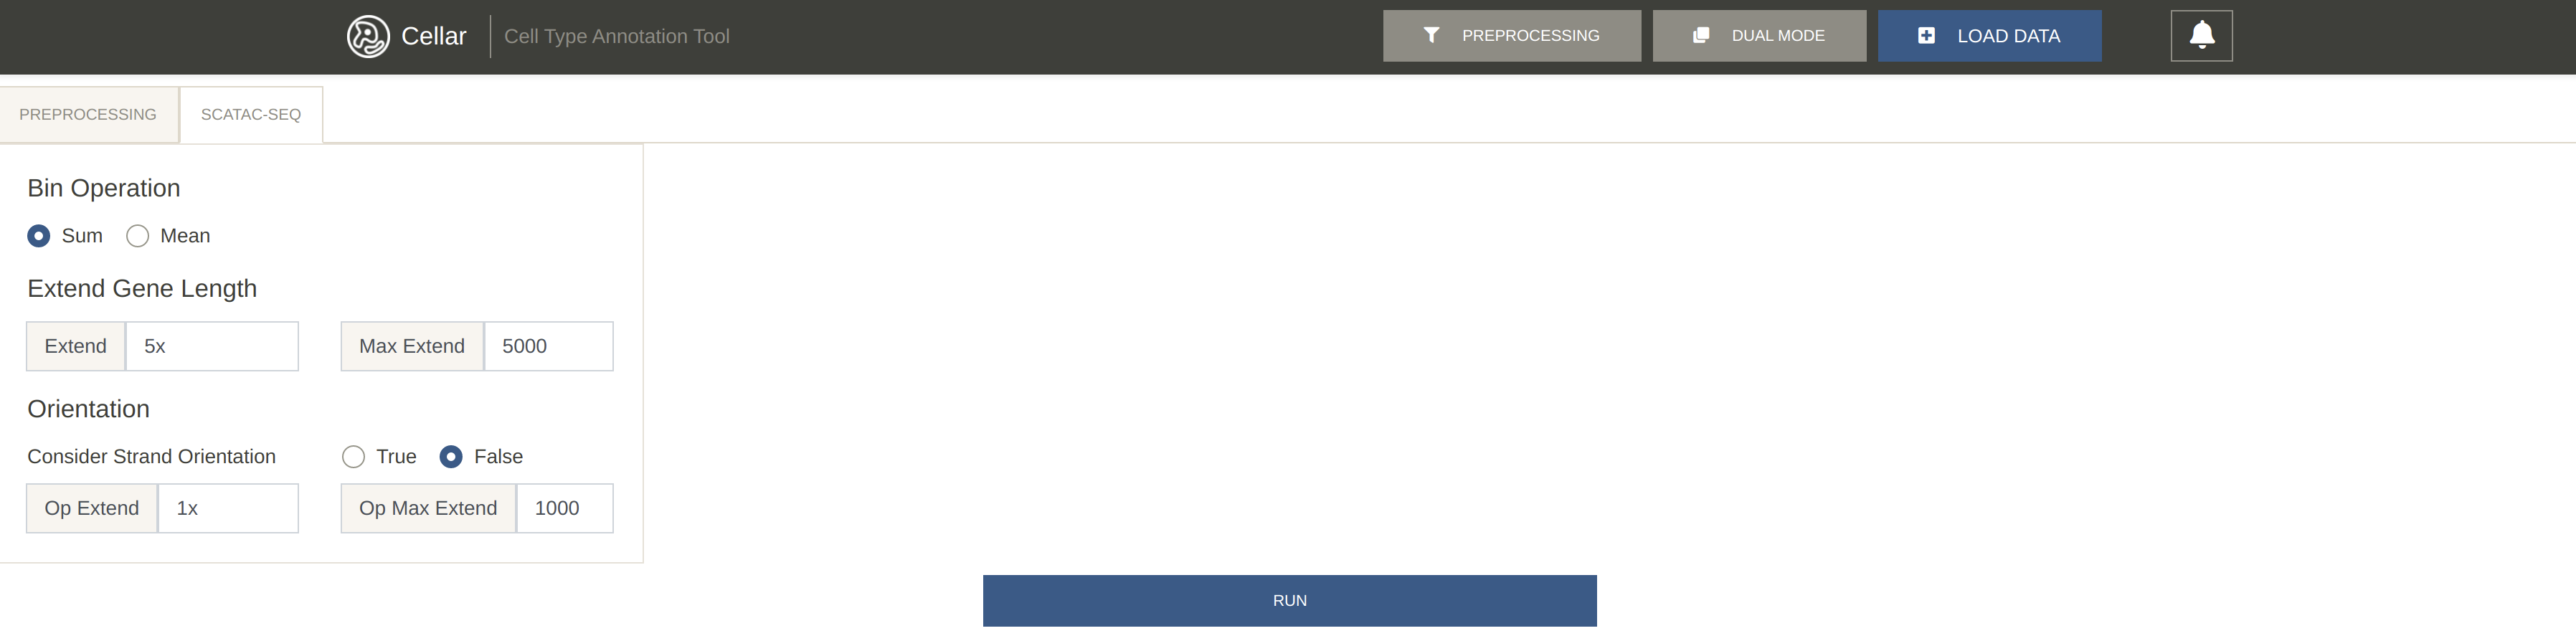 Cellar Cell Type Annotation Tool PREPROCESSING DUAL MODE LOAD DATA
PREPROCESSING SCATAC-SEQ
Bin Operation
Sum Mean
Extend Gene Length
Extend 5x Max Extend 5000
Orientation
Consider Strand Orientation True False
Op Extend 1x Op Max Extend 1000
RUN